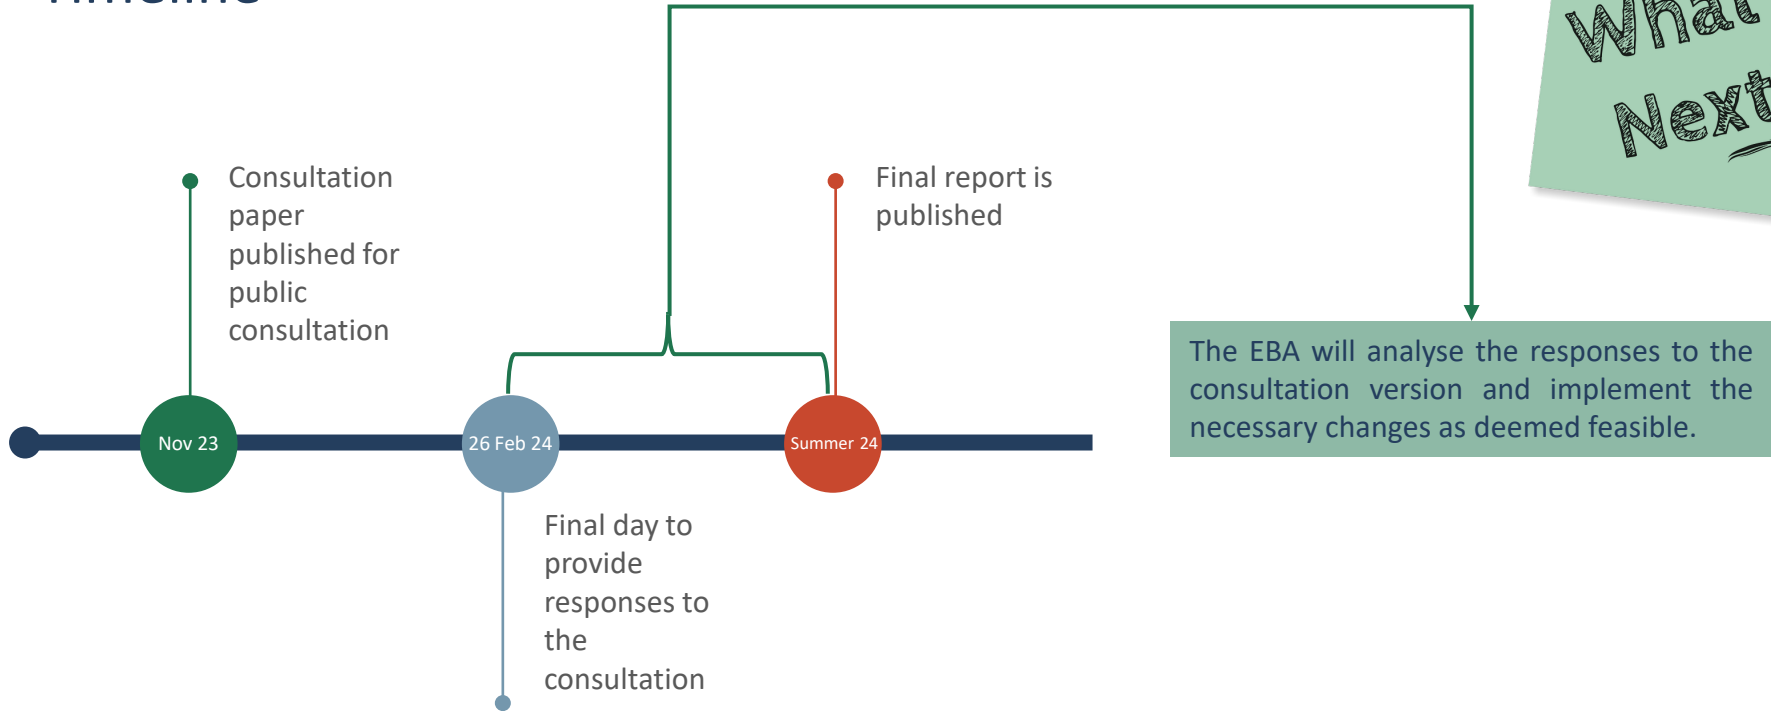 Timeline
What
Next
Consultation
paper
published for
public
consultation
Final report is
published
The EBA will analyse the responses to the
consultation version and implement the
necessary changes as deemed feasible.
Nov 23
26 Feb 24
Summer 24
Final day to
provide
responses to
the
consultation